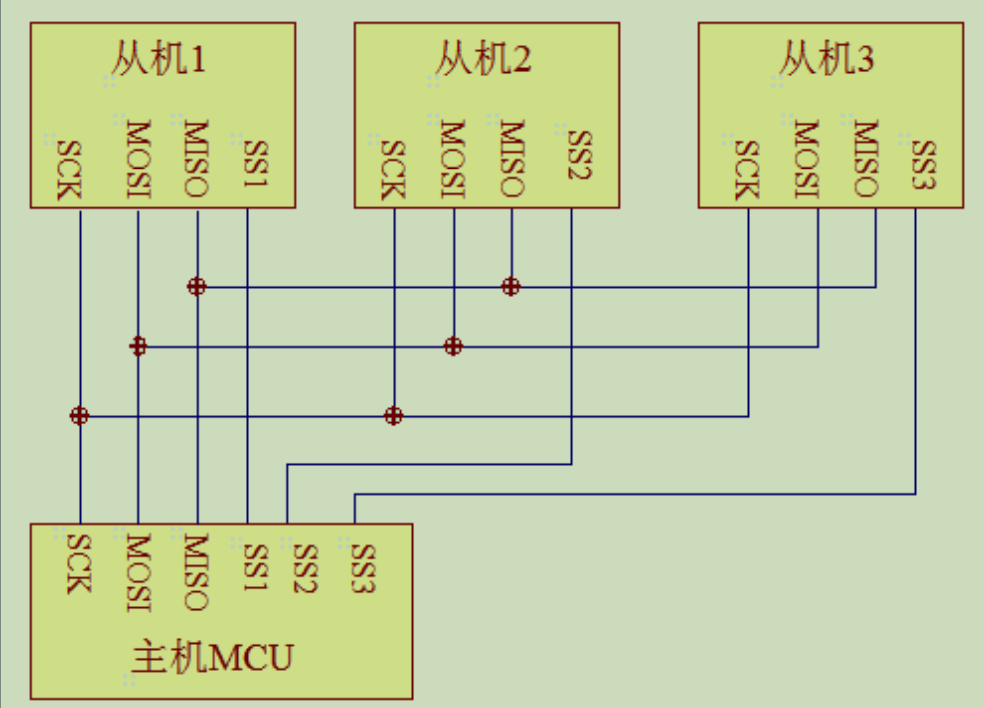 从机1
SCK
MOSI
MISO
SS1
从机2
SCK
MOSI
MISO
SS2
从机3
SCK
MOSI
MISO
SS3
SCK
MOSI
MISO
SS1
SS2
SS3
主机MCU